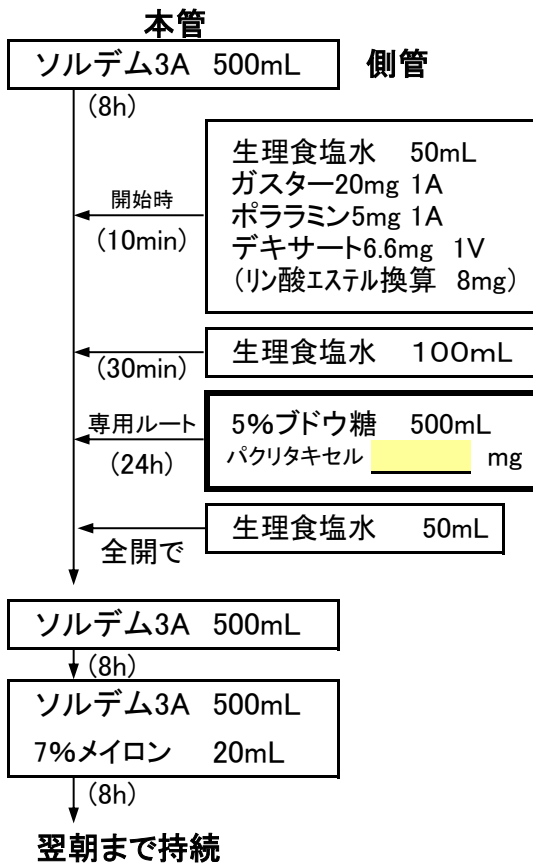 本管
ソルデム3A 500mL
側管
(8h)
生理食塩水 50mL
ガスター20mg 1A
ポララミン5mg 1A
デキサート6.6mg 1V
(リン酸エステル換算 8mg)
開始時
(10min)
生理食塩水 100mL
(30min)
専用ルート
(24h)
5%ブドウ糖 500mL
パクリタキセル mg
生理食塩水 50mL
全開で
ソルデム3A 500mL
(8h)
ソルデム3A 500mL
7%メイロン 20mL
(8h)
翌朝まで持続